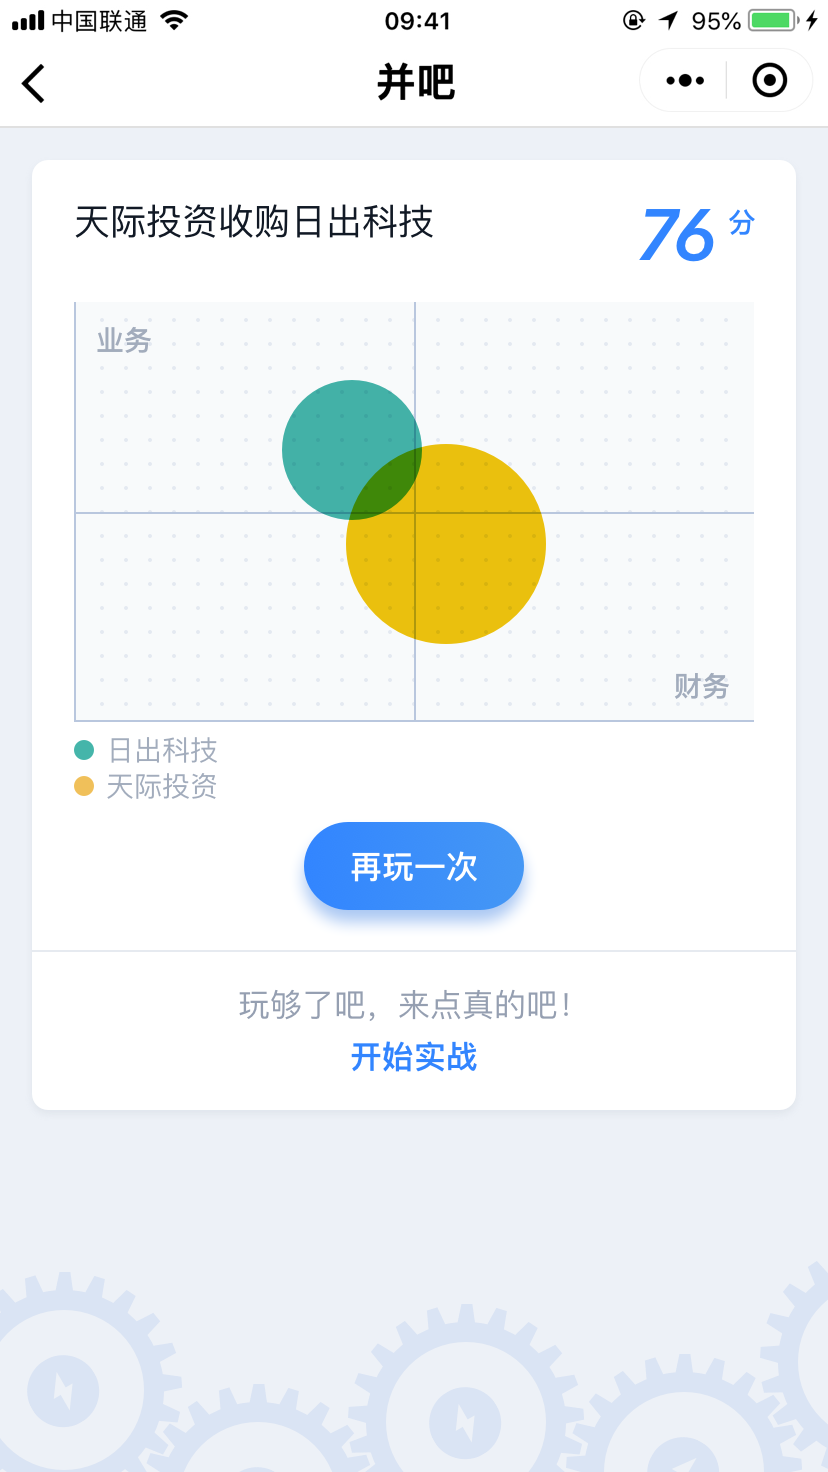 中国联通 09:41 95%
并吧
天际投资收购日出科技 76 分
业务
财务
日出科技
天际投资
再玩一次
玩够了吧，来点真的吧！
开始实战